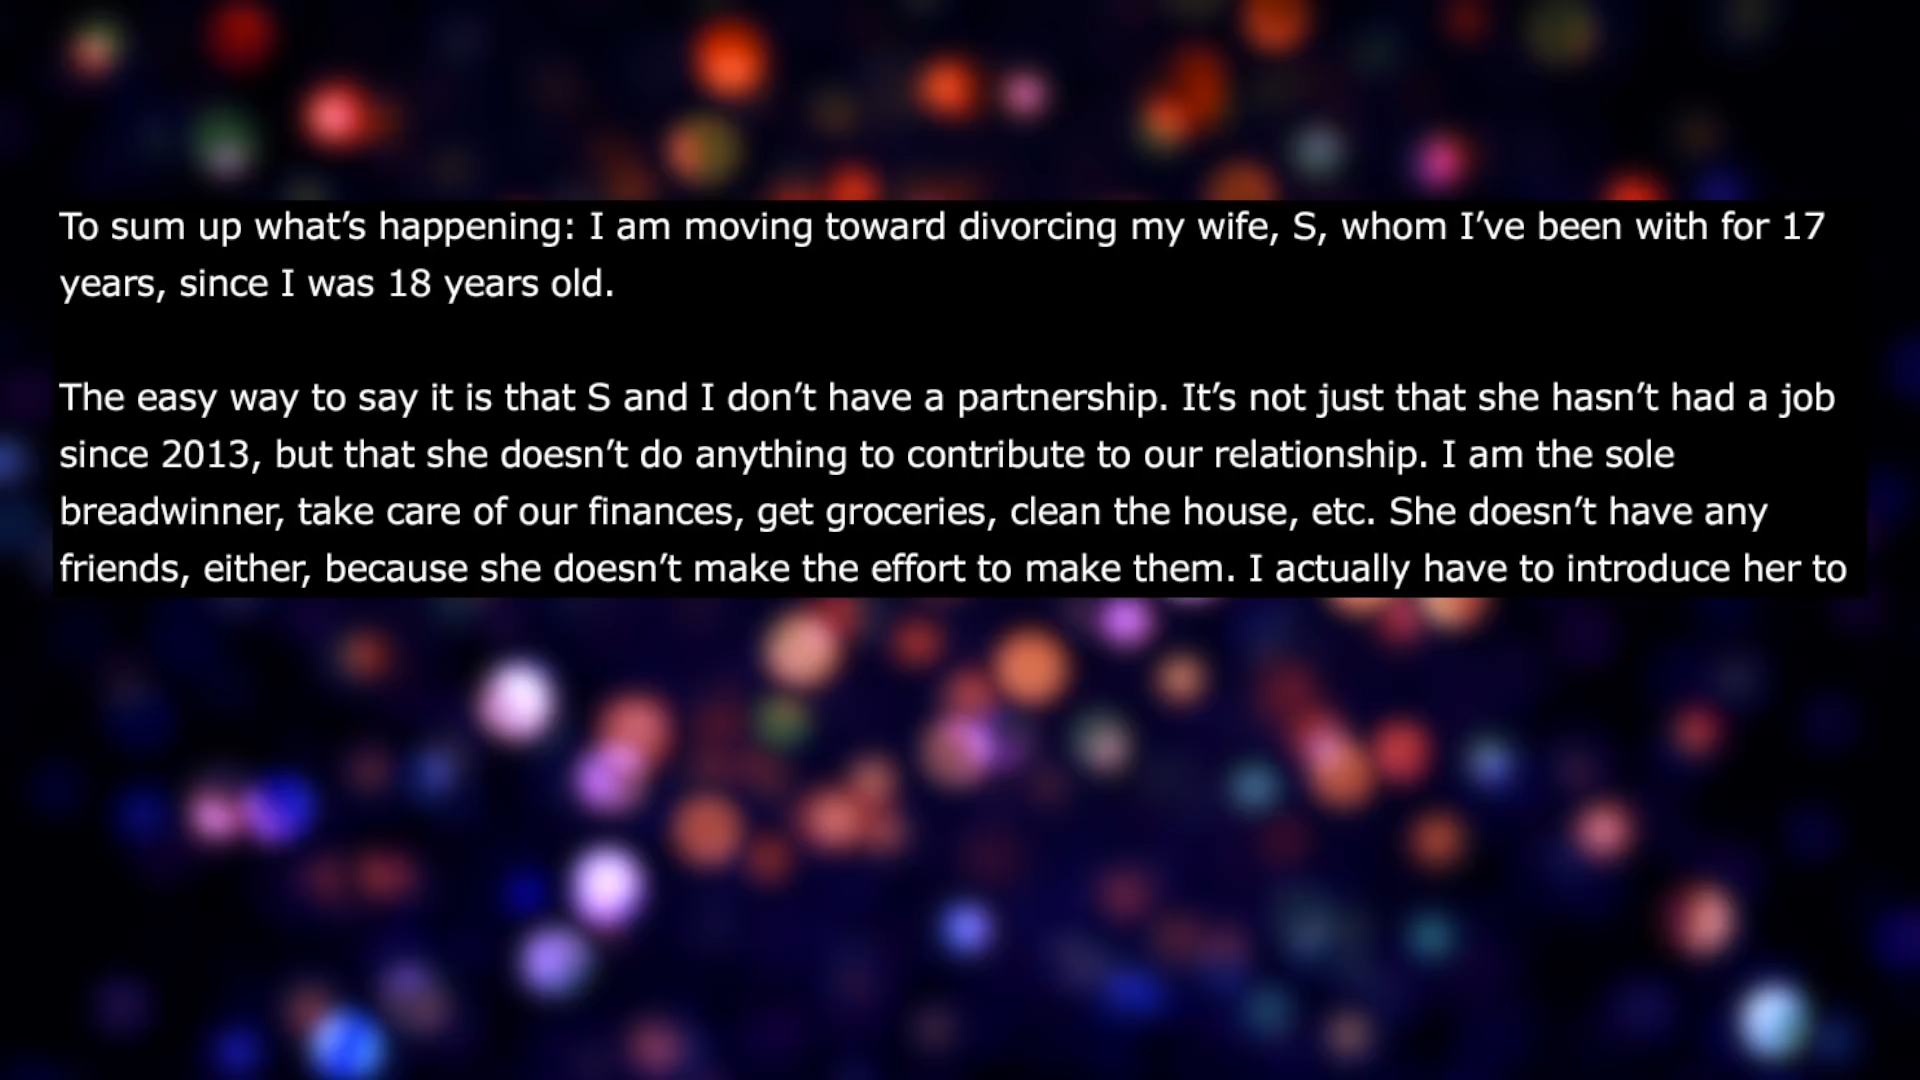 To sum up what’s happening: I am moving toward divorcing my wife, S, whom I’ve been with for 17
years, since I was 18 years old.
The easy way to say it is that S and I don’t have a partnership. It’s not just that she hasn’t had a job
since 2013, but that she doesn’t do anything to contribute to our relationship. I am the sole
breadwinner, take care of our finances, get groceries, clean the house, etc. She doesn’t have any
friends, either, because she doesn’t make the effort to make them. I actually have to introduce her to